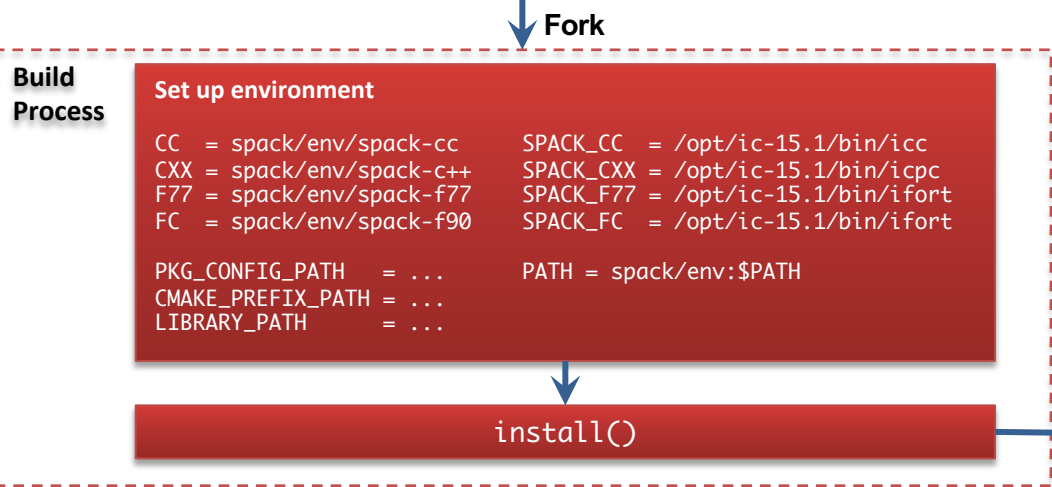 Fork
Build
Process
Set up environment
CC  = spack/env/spack-cc    SPACK_CC  = /opt/ic-15.1/bin/icc
CXX = spack/env/spack-c++   SPACK_CXX = /opt/ic-15.1/bin/icpc
F77 = spack/env/spack-f77   SPACK_F77 = /opt/ic-15.1/bin/ifort
FC  = spack/env/spack-f90   SPACK_FC  = /opt/ic-15.1/bin/ifort
PKG_CONFIG_PATH   = ...     PATH = spack/env:$PATH
CMAKE_PREFIX_PATH = ...
LIBRARY_PATH      = ...
install()